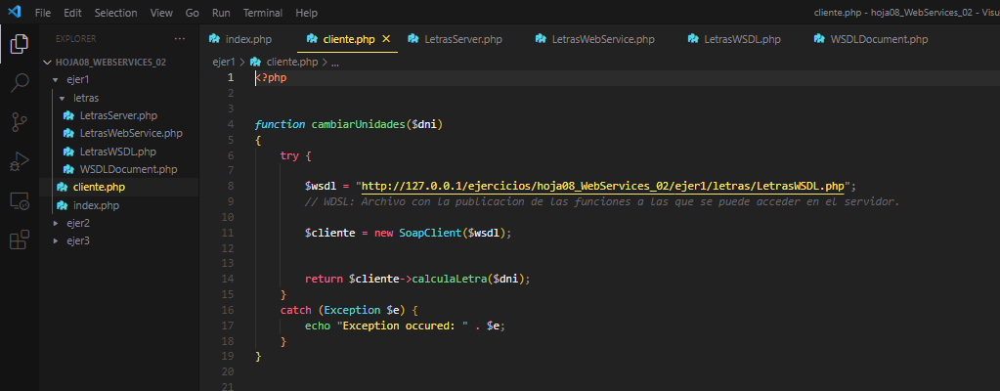 File Edit Selection View Go Run Terminal Help
cliente.php - hoja08_WebServices_02 - Visu
EXPLORER ...
HOJA08_WEBSERVICES_02
ejer1
letras
LetrasServer.php
LetrasWebService.php
LetrasWSDL.php
WSDLDocument.php
cliente.php
index.php
ejer2
ejer3
index.php cliente.php LetrasServer.php LetrasWebService.php LetrasWSDL.php WSDLDocument.php
ejer1 > cliente.php > ...
1 <?php
2
3
4 function cambiarUnidades($dni)
5 {
6 try {
7
8 $wsdl = "http://127.0.0.1/ejercicios/hoja08_WebServices_02/ejer1/letras/LetrasWSDL.php";
9 // WDSL: Archivo con la publicacion de las funciones a las que se puede acceder en el servidor.
10
11 $cliente = new SoapClient($wsdl);
12
13
14 return $cliente->calculaLetra($dni);
15 }
16 catch (Exception $e) {
17 echo "Exception occured: " . $e;
18 }
19 }
20
21